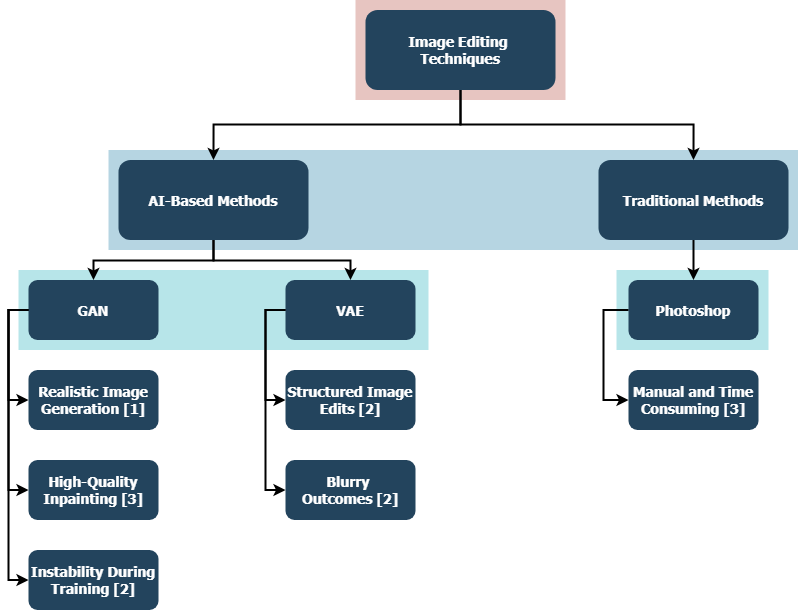 Image Editing
Techniques
AI-Based Methods
Traditional Methods
GAN
VAE
Photoshop
Realistic Image
Generation [1]
Structured Image
Edits [2]
Manual and Time
Consuming [3]
High-Quality
Inpainting [3]
Blurry
Outcomes [2]
Instability During
Training [2]